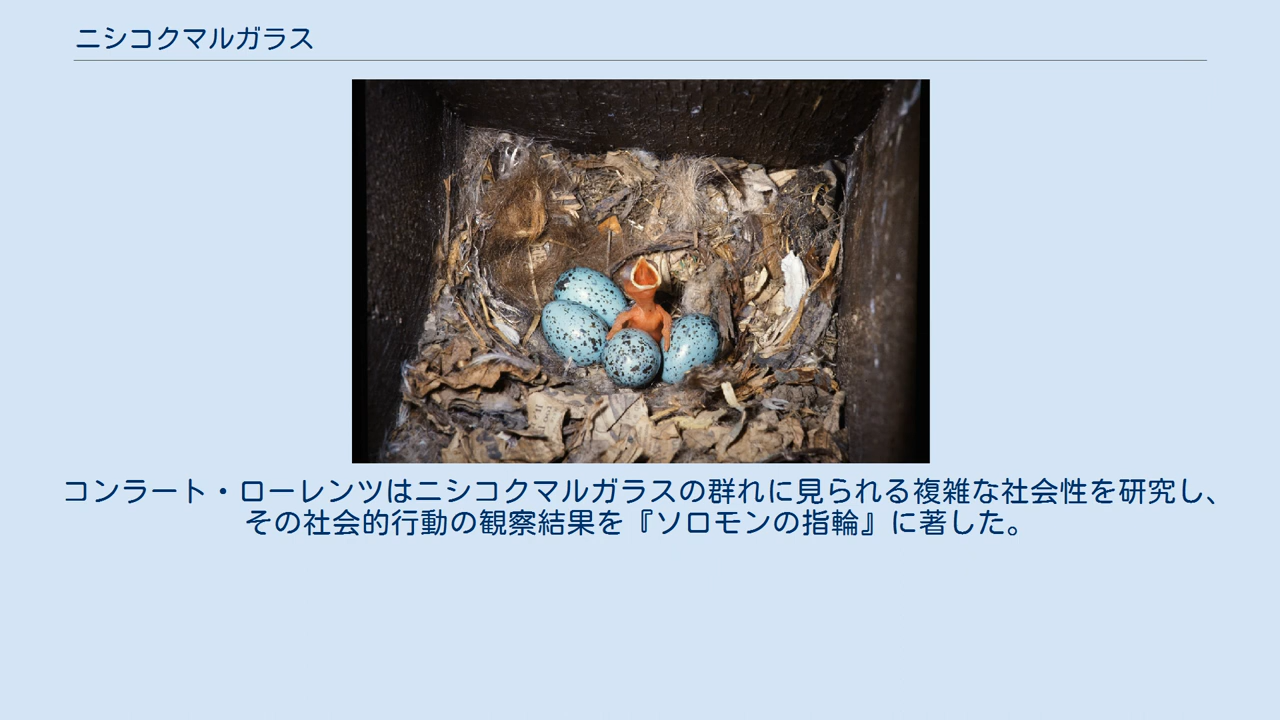 ニシコクマルガラス
コンラート・ローレンツはニシコクマルガラスの群れに見られる複雑な社会性を研究し、
その社会的行動の観察結果を『ソロモンの指輪』に著した。